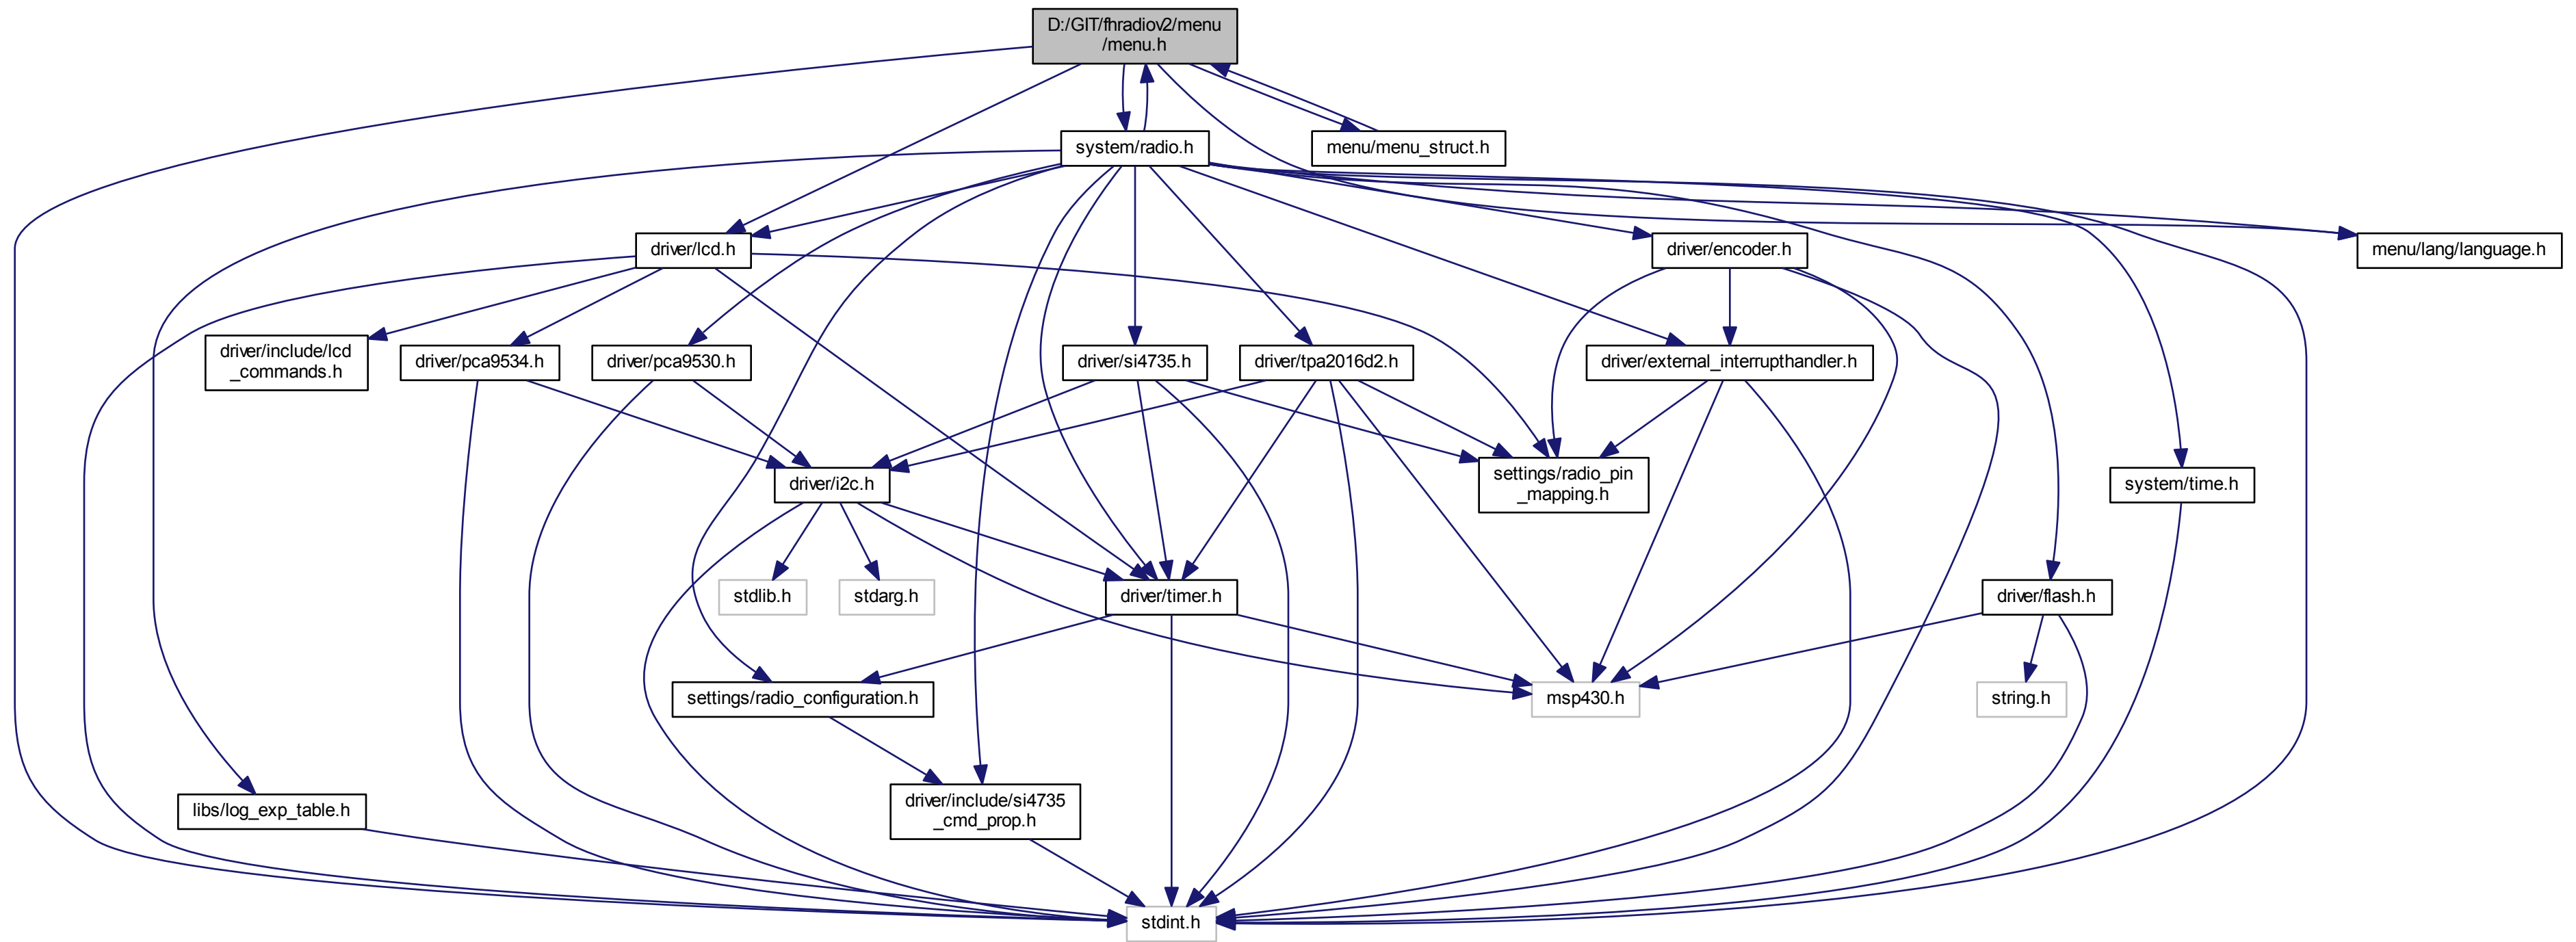 D:/GIT/fhradiov2/menu
/menu.h
system/radio.h
menu/menu_struct.h
driver/lcd.h
driver/encoder.h
menu/lang/language.h
driver/include/lcd
_commands.h
driver/pca9534.h
driver/pca9530.h
driver/si4735.h
driver/tpa2016d2.h
driver/external_interrupthandler.h
driver/i2c.h
settings/radio_pin
_mapping.h
system/time.h
stdlib.h
stdarg.h
driver/timer.h
driver/flash.h
settings/radio_configuration.h
msp430.h
string.h
libs/log_exp_table.h
driver/include/si4735
_cmd_prop.h
stdint.h